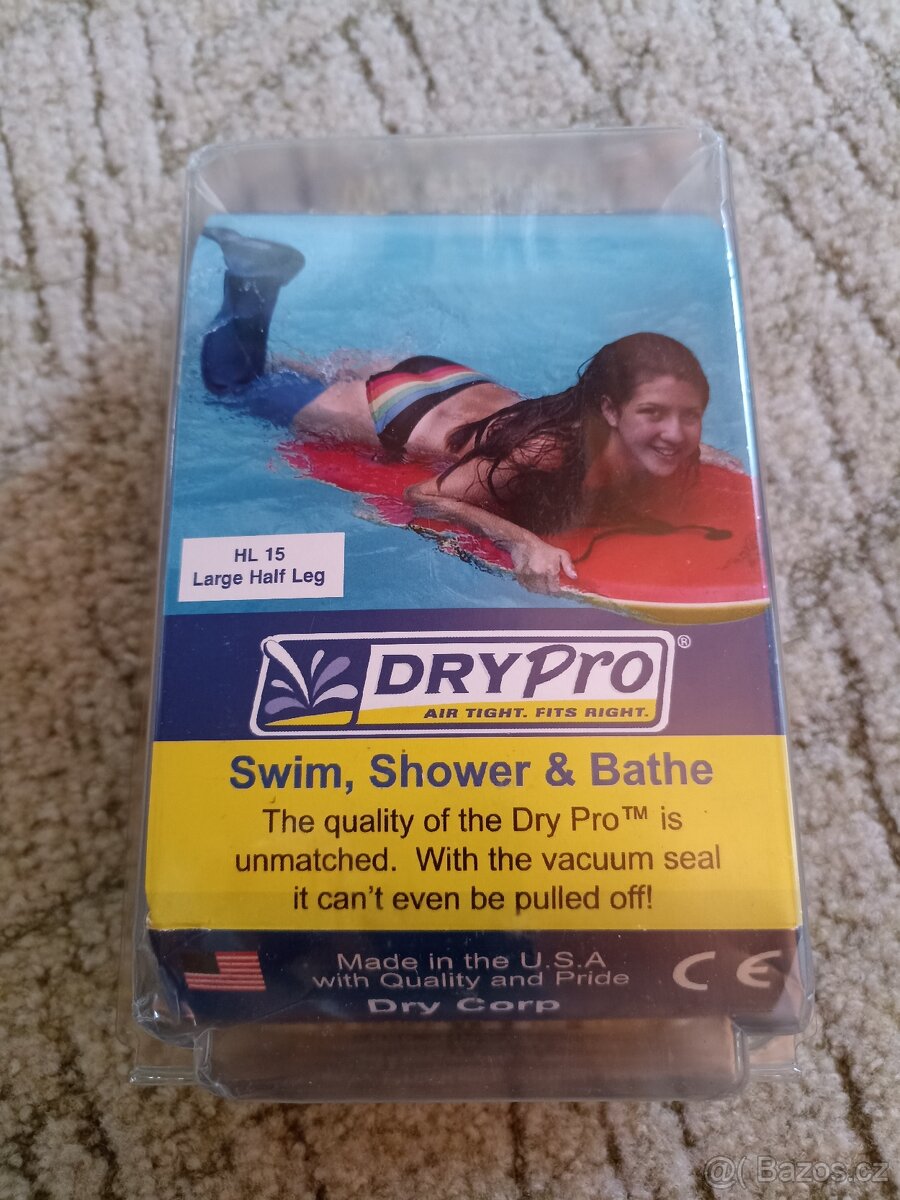 HL 15
Large Half Leg
DRYPro®
AIR TIGHT. FITS RIGHT.
Swim, Shower & Bathe
The quality of the Dry Pro™ is
unmatched. With the vacuum seal
it can't even be pulled off!
Made in the U.S.A
with Quality and Pride
Dry Corp
CE
@( Bazos.cz